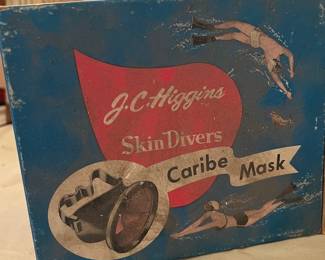 J.C. Higgins
Skin Divers
Caribe Mask